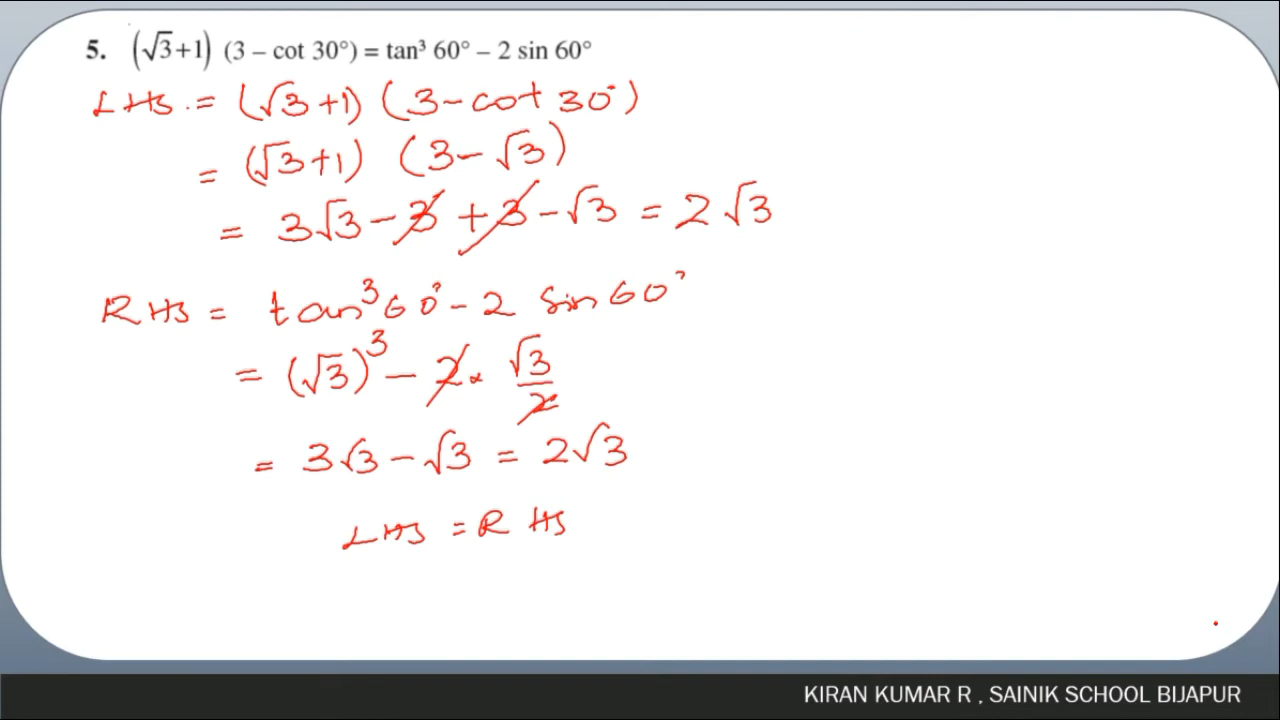 5. (√3+1) (3 – cot 30°) = tan³ 60° – 2 sin 60°
LHS = (√3+1) (3-cot 30°)
= (√3+1) (3-√3)
= 3√3 - 3 + 3 - √3 = 2√3
RHS = tan³60° - 2 sin 60°
= (√3)³ - 2 × √3/2
= 3√3 - √3 = 2√3
LHS = RHS
KIRAN KUMAR R , SAINIK SCHOOL BIJAPUR